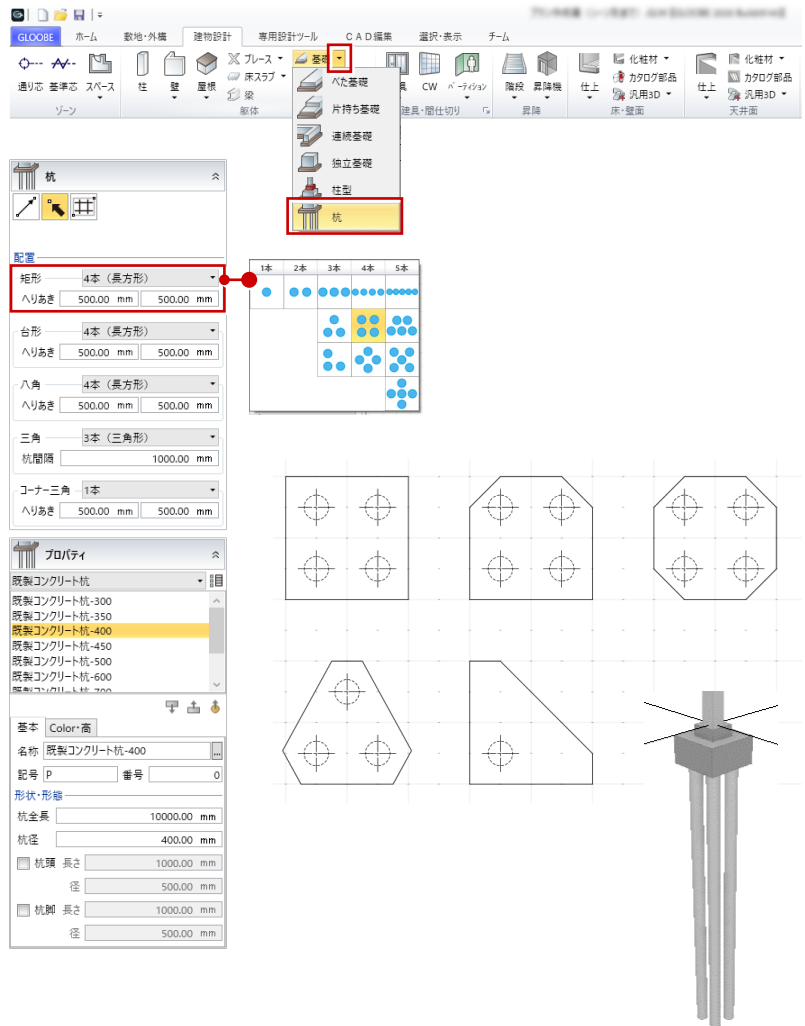 GLOOBE ホーム 敷地・外構 建物設計 専用設計ツール ＣＡＤ編集 選択・表示 チーム
通り芯 基準芯 スペース
ゾーン
柱 壁 屋根
ブレース
床スラブ
梁
躯体
基礎
具 CW パーティション
建具・間仕切り
階段 昇降機
昇降
仕上
化粧材
カタログ部品
汎用3D
床・壁面
仕上
化粧材
カタログ部品
汎用3D
天井面
べた基礎
片持ち基礎
連続基礎
独立基礎
柱型
杭
杭
配置
矩形 4本（長方形）
へりあき 500.00 mm 500.00 mm
台形 4本（長方形）
へりあき 500.00 mm 500.00 mm
八角 4本（長方形）
へりあき 500.00 mm 500.00 mm
三角 3本（三角形）
杭間隔 1000.00 mm
コーナー三角 1本
へりあき 500.00 mm 500.00 mm
1本 2本 3本 4本 5本
プロパティ
既製コンクリート杭
既製コンクリート杭-300
既製コンクリート杭-350
既製コンクリート杭-400
既製コンクリート杭-450
既製コンクリート杭-500
既製コンクリート杭-600
既製コンクリート杭-700
基本 Color・高
名称 既製コンクリート杭-400 ...
記号 P 番号 0
形状・形態
杭全長 10000.00 mm
杭径 400.00 mm
杭頭 長さ 1000.00 mm
径 500.00 mm
杭脚 長さ 1000.00 mm
径 500.00 mm